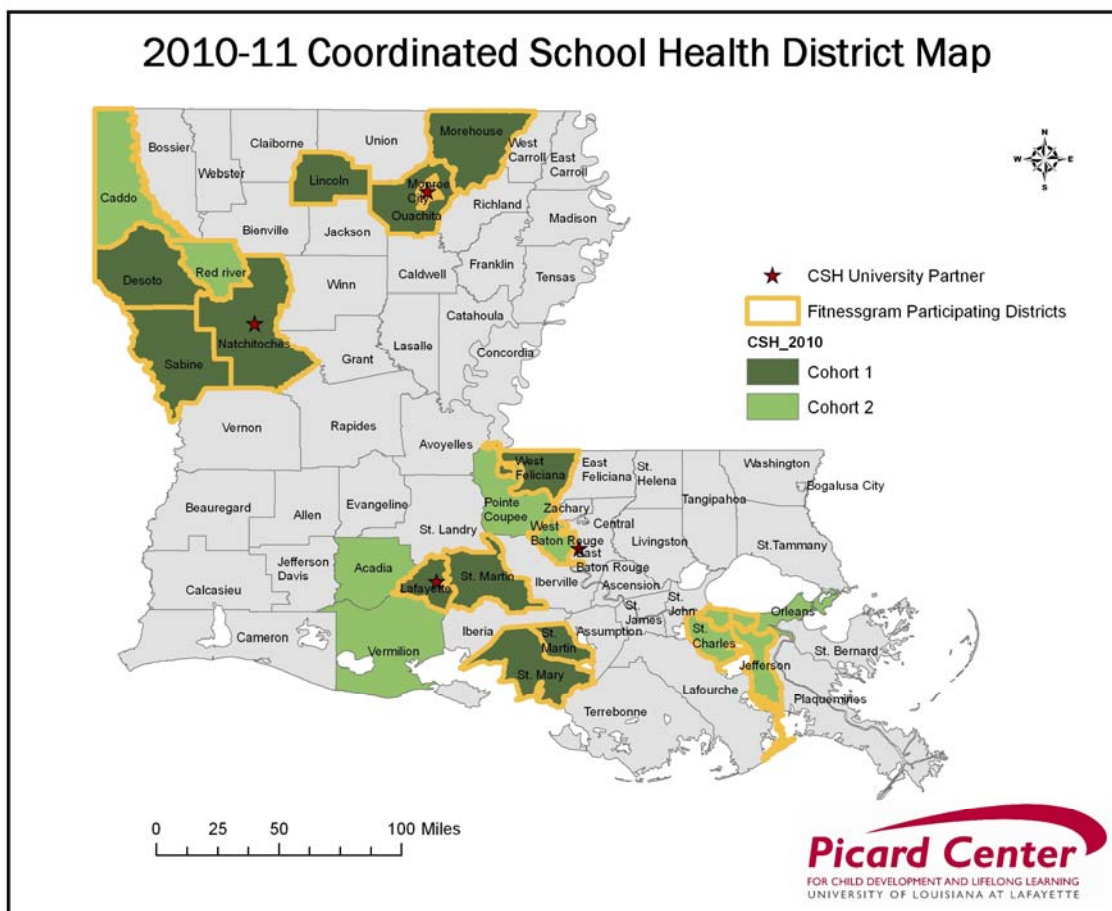 2010-11 Coordinated School Health District Map
N
W E
S
Caddo
Bossier
Webster
Claiborne
Union
Morehouse
West
Carroll
East
Carroll
Lincoln
Monroe
City
Ouachita
Richland
Madison
Bienville
Jackson
Desoto
Red river
Winn
Caldwell
Franklin
Tensas
Natchitoches
Sabine
Grant
Lasalle
Catahoula
Concordia
Vernon
Rapides
Avoyelles
West
Feliciana
East
Feliciana
St.
Helena
Washington
Bogalusa City
Tangipahoa
Beauregard
Allen
Evangeline
St. Landry
Pointe
Coupee
Zachary
Central
West
Baton Rouge
East
Baton Rouge
Livingston
St.Tammany
Calcasieu
Jefferson
Davis
Acadia
Lafayette
St. Martin
Iberville
Ascension
Cameron
Vermilion
Iberia
St.
Martin
Assumption
St.
James
St.
John
St.
Charles
Orleans
Jefferson
St. Bernard
St. Mary
Terrebonne
Lafourche
Plaquemines
CSH University Partner
Fitnessgram Participating Districts
CSH_2010
Cohort 1
Cohort 2
0 25 50 100 Miles
Picard Center
FOR CHILD DEVELOPMENT AND LIFELONG LEARNING
UNIVERSITY OF LOUISIANA AT LAFAYETTE